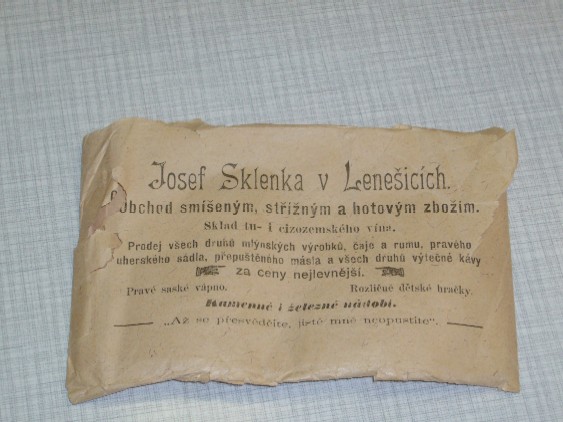 Josef Sklenka v Lenešicích.
Obchod smíšeným, střižným a hotovým zbožím.
Sklad tu- i cizozemského vína.
Prodej všech druhů mlýnských výrobků, čaje a rumu, pravého
uherského sádla, přepuštěného másla a všech druhů výtečné kávy
za ceny nejlevnější.
Pravé saské vápno. Rozličné dětské hračky.
Kamenné i železné nádobí.
„Až se přesvědčíte, jistě mně neopustíte".